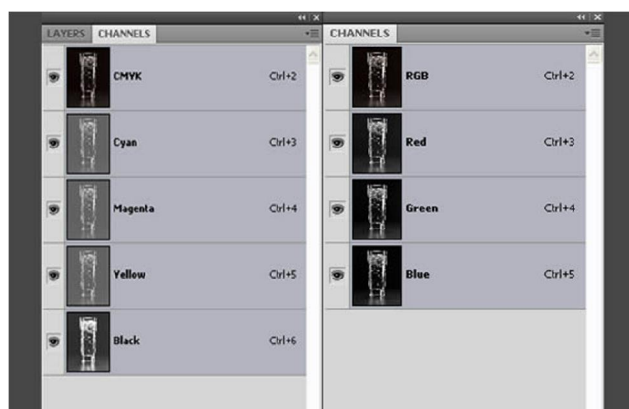 LAYERS CHANNELS
CMYK Ctrl+2
Cyan Ctrl+3
Magenta Ctrl+4
Yellow Ctrl+5
Black Ctrl+6
CHANNELS
RGB Ctrl+2
Red Ctrl+3
Green Ctrl+4
Blue Ctrl+5